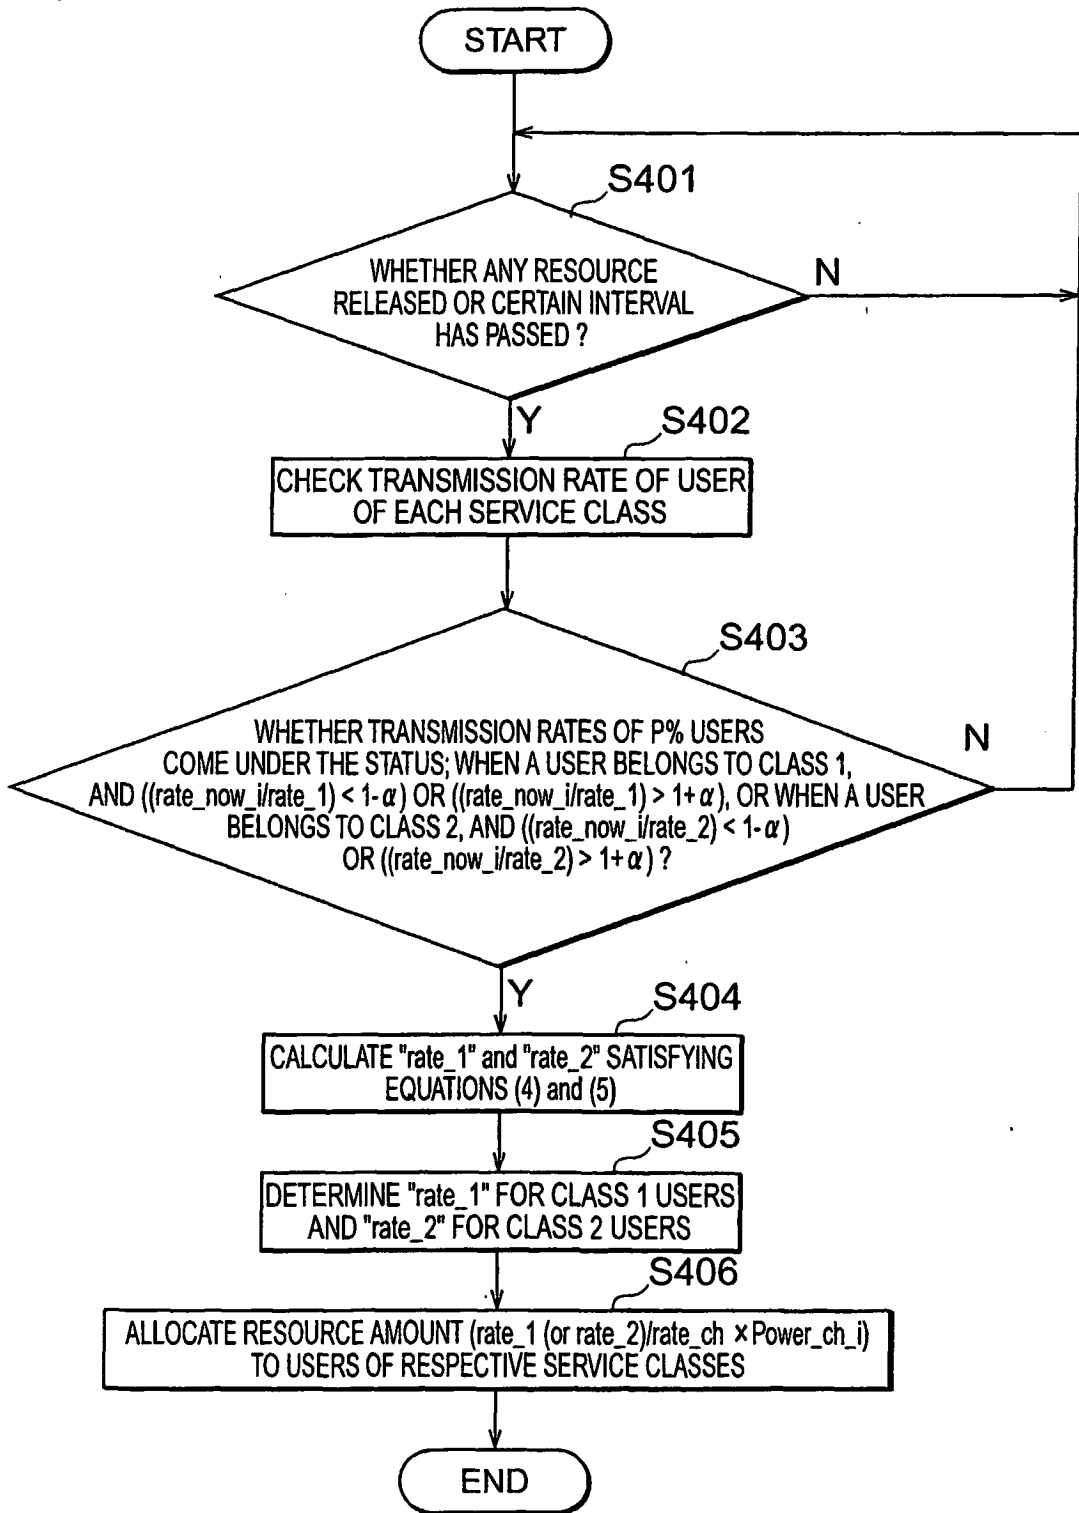 START
S401
WHETHER ANY RESOURCE
RELEASED OR CERTAIN INTERVAL
HAS PASSED ?
N
Y
S402
CHECK TRANSMISSION RATE OF USER
OF EACH SERVICE CLASS
S403
WHETHER TRANSMISSION RATES OF P% USERS
COME UNDER THE STATUS; WHEN A USER BELONGS TO CLASS 1,
AND ((rate_now_i/rate_1) < 1-α) OR ((rate_now_i/rate_1) > 1+α), OR WHEN A USER
BELONGS TO CLASS 2, AND ((rate_now_i/rate_2) < 1-α)
OR ((rate_now_i/rate_2) > 1+α) ?
N
Y
S404
CALCULATE "rate_1" and "rate_2" SATISFYING
EQUATIONS (4) and (5)
S405
DETERMINE "rate_1" FOR CLASS 1 USERS
AND "rate_2" FOR CLASS 2 USERS
S406
ALLOCATE RESOURCE AMOUNT (rate_1 (or rate_2)/rate_ch ×Power_ch_i)
TO USERS OF RESPECTIVE SERVICE CLASSES
END